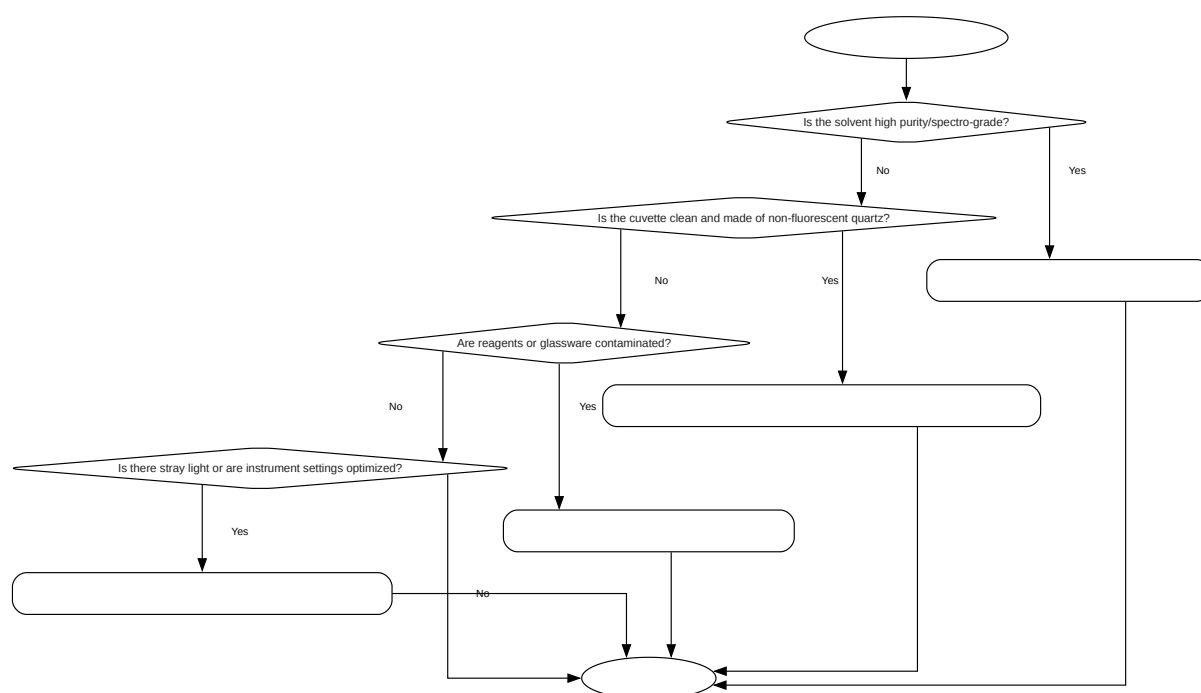 Is the solvent high purity/spectro-grade?
No
Yes
Is the cuvette clean and made of non-fluorescent quartz?
No
Yes
Are reagents or glassware contaminated?
No
Yes
Is there stray light or are instrument settings optimized?
Yes
No